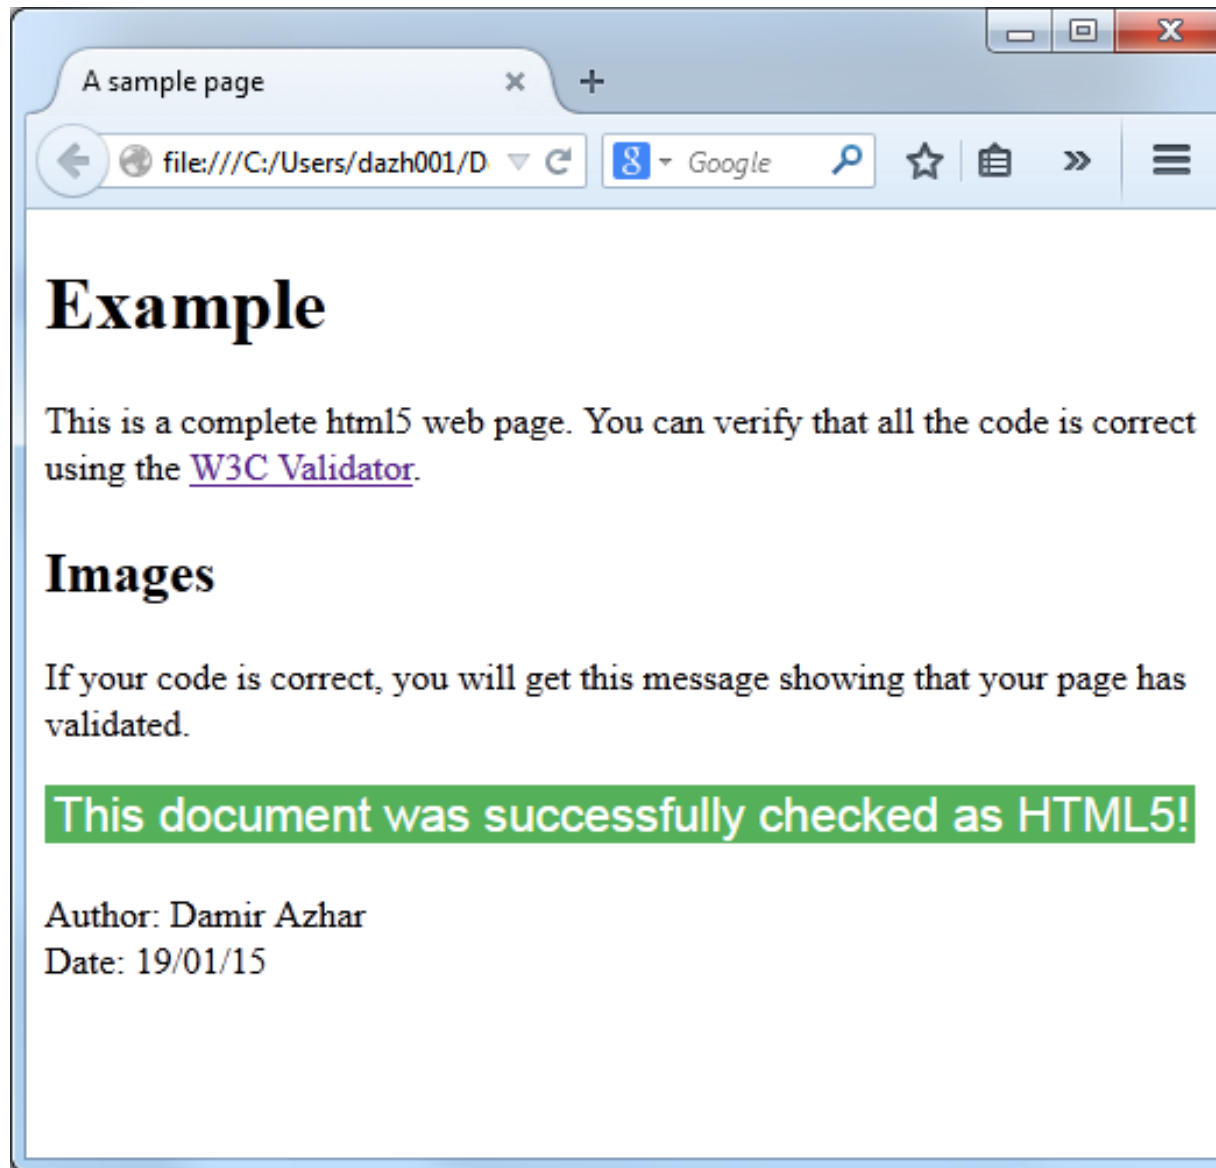 A sample page
file:///C:/Users/dazh001/D
8 Google
Example
This is a complete html5 web page. You can verify that all the code is correct
using the W3C Validator.
Images
If your code is correct, you will get this message showing that your page has
validated.
This document was successfully checked as HTML5!
Author: Damir Azhar
Date: 19/01/15